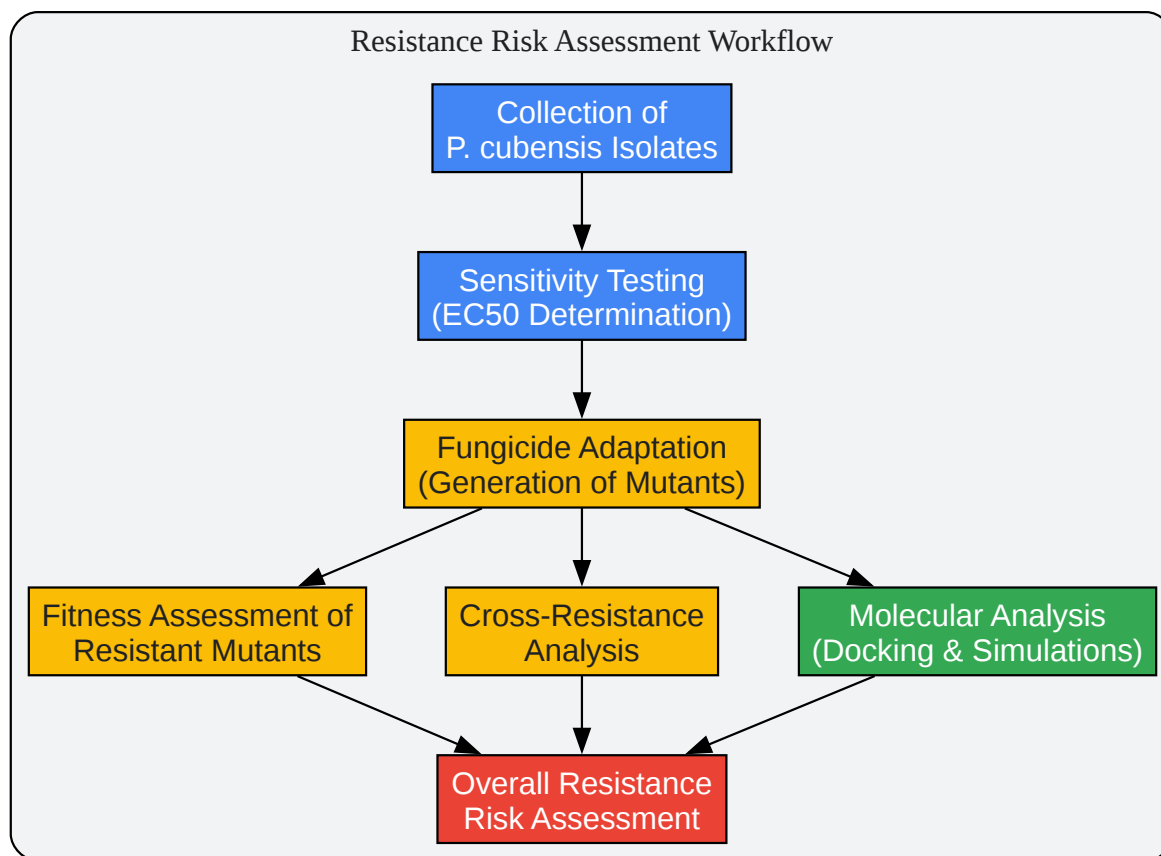 Resistance Risk Assessment Workflow
Collection of
P. cubensis Isolates
Sensitivity Testing
(EC50 Determination)
Fungicide Adaptation
(Generation of Mutants)
Fitness Assessment of
Resistant Mutants
Cross-Resistance
Analysis
Molecular Analysis
(Docking & Simulations)
Overall Resistance
Risk Assessment